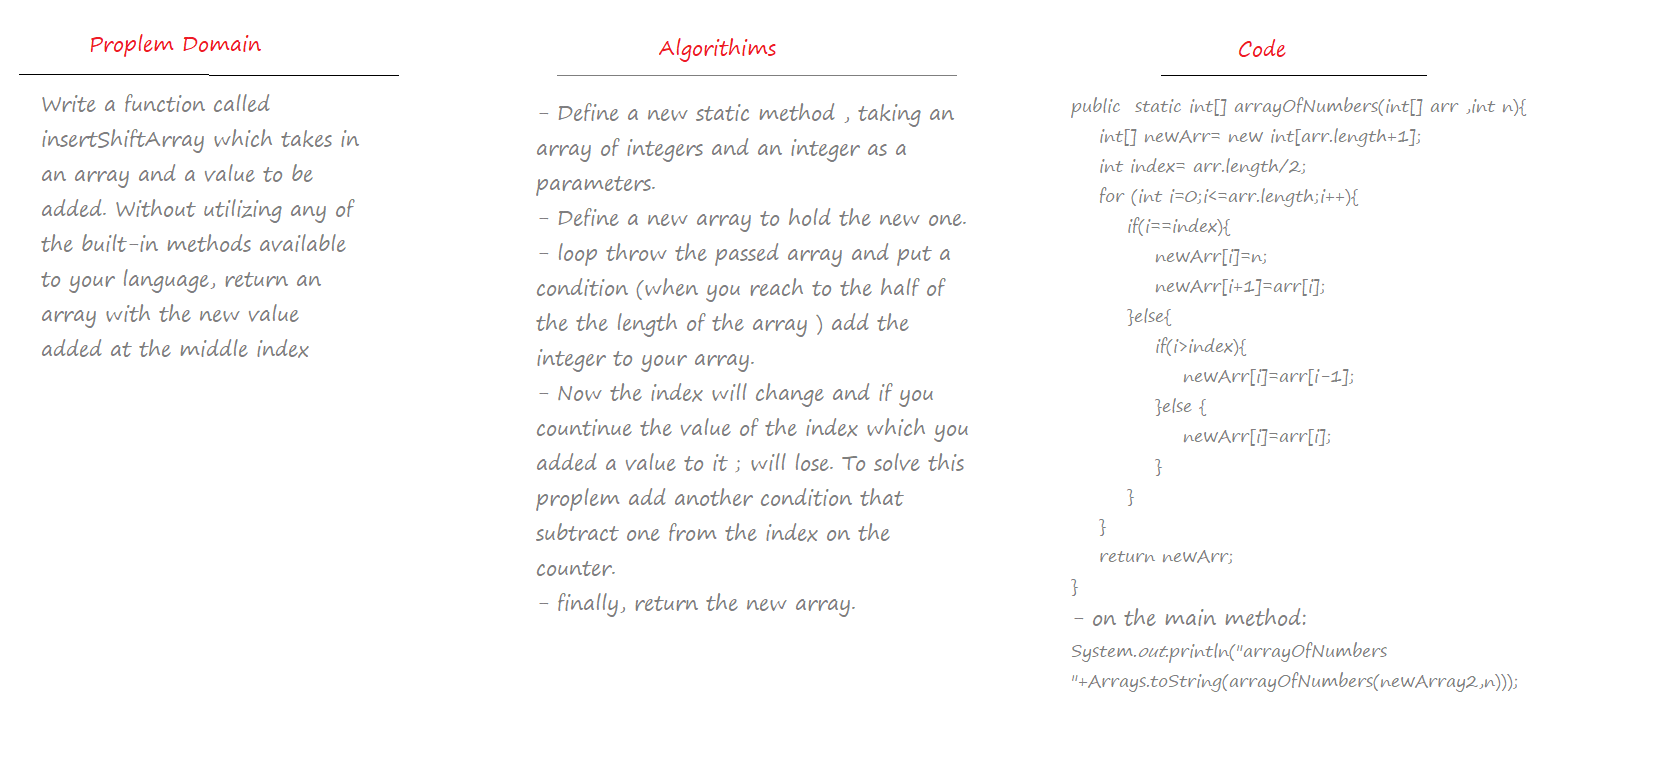 Proplem Domain
Write a function called
insertShiftArray which takes in
an array and a value to be
added. Without utilizing any of
the built-in methods available
to your language, return an
array with the new value
added at the middle index
Algorithims
- Define a new static method , taking an
array of integers and an integer as a
parameters.
- Define a new array to hold the new one.
- loop throw the passed array and put a
condition (when you reach to the half of
the the length of the array ) add the
integer to your array.
- Now the index will change and if you
countinue the value of the index which you
added a value to it ; will lose. To solve this
proplem add another condition that
subtract one from the index on the
counter.
- finally, return the new array.
Code
public  static int[] arrayOfNumbers(int[] arr ,int n){
int[] newArr= new int[arr.length+1];
int index= arr.length/2;
for (int i=0;i<=arr.length;i++){
if(i==index){
newArr[i]=n;
newArr[i+1]=arr[i];
}else{
if(i>index){
newArr[i]=arr[i-1];
}else {
newArr[i]=arr[i];
}
}
}
return newArr;
}
- on the main method:
System.out.println("arrayOfNumbers
"+Arrays.toString(arrayOfNumbers(newArray2,n)));